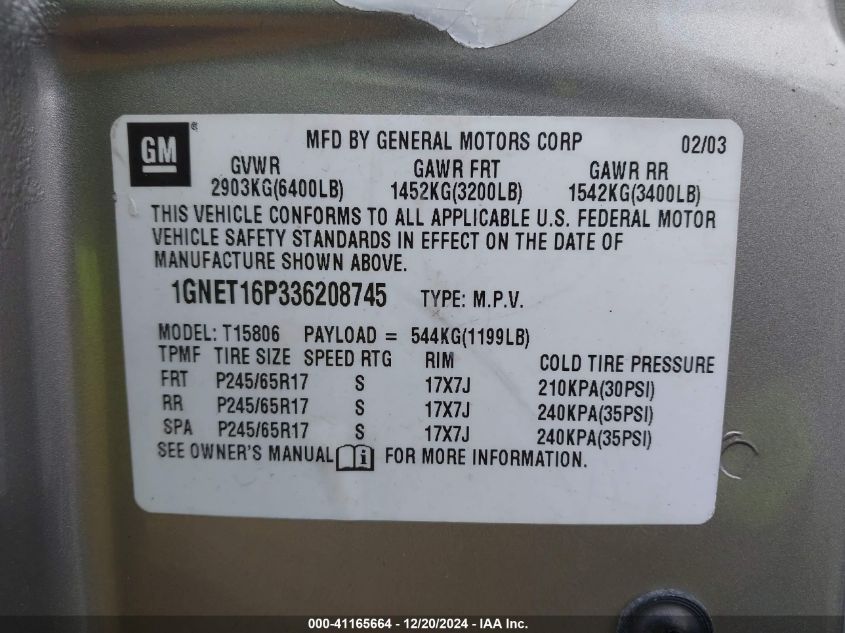 GM ® MFD BY GENERAL MOTORS CORP 02/03
GVWR GAWR FRT GAWR RR
2903KG(6400LB) 1452KG(3200LB) 1542KG(3400LB)
THIS VEHICLE CONFORMS TO ALL APPLICABLE U.S. FEDERAL MOTOR
VEHICLE SAFETY STANDARDS IN EFFECT ON THE DATE OF
MANUFACTURE SHOWN ABOVE.
1GNET16P336208745 TYPE: M.P.V.
MODEL: T15806 PAYLOAD = 544KG(1199LB)
TPMF TIRE SIZE SPEED RTG RIM COLD TIRE PRESSURE
FRT P245/65R17 S 17X7J 210KPA(30PSI)
RR P245/65R17 S 17X7J 240KPA(35PSI)
SPA P245/65R17 S 17X7J 240KPA(35PSI)
SEE OWNER'S MANUAL i FOR MORE INFORMATION.
000-41165664 - 12/20/2024 - IAA Inc.